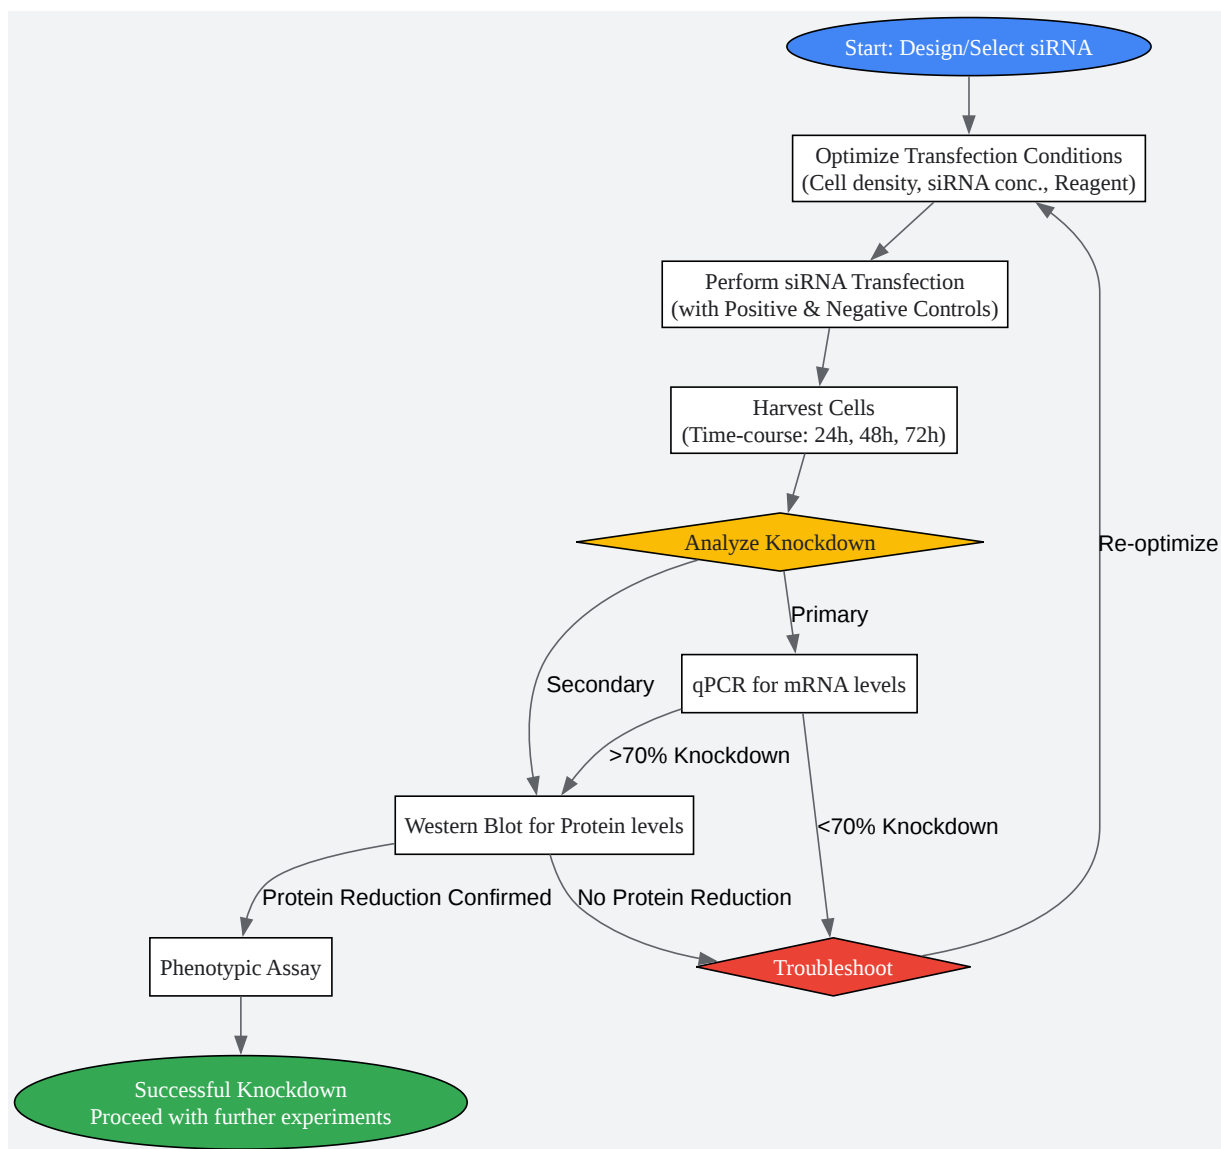 Start: Design/Select siRNA
Optimize Transfection Conditions
(Cell density, siRNA conc., Reagent)
Perform siRNA Transfection
(with Positive & Negative Controls)
Harvest Cells
(Time-course: 24h, 48h, 72h)
Analyze Knockdown
Re-optimize
Primary
Secondary
qPCR for mRNA levels
>70% Knockdown
Western Blot for Protein levels
<70% Knockdown
Protein Reduction Confirmed
No Protein Reduction
Phenotypic Assay
Troubleshoot
Successful Knockdown
Proceed with further experiments